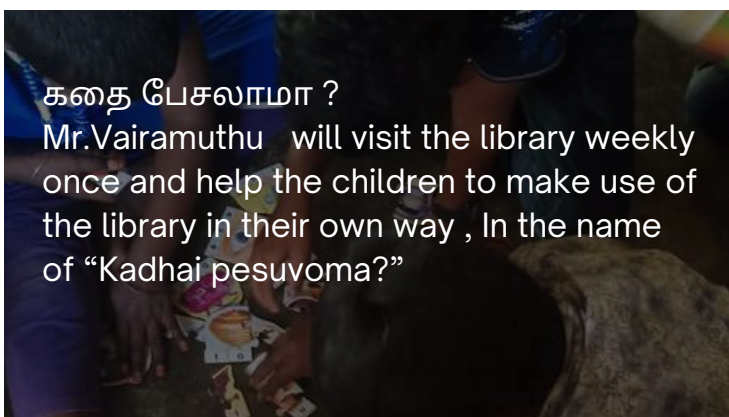 கதை பேசலாமா ?
Mr.Vairamuthu will visit the library weekly
once and help the children to make use of
the library in their own way , In the name
of “Kadhai pesuvoma?”